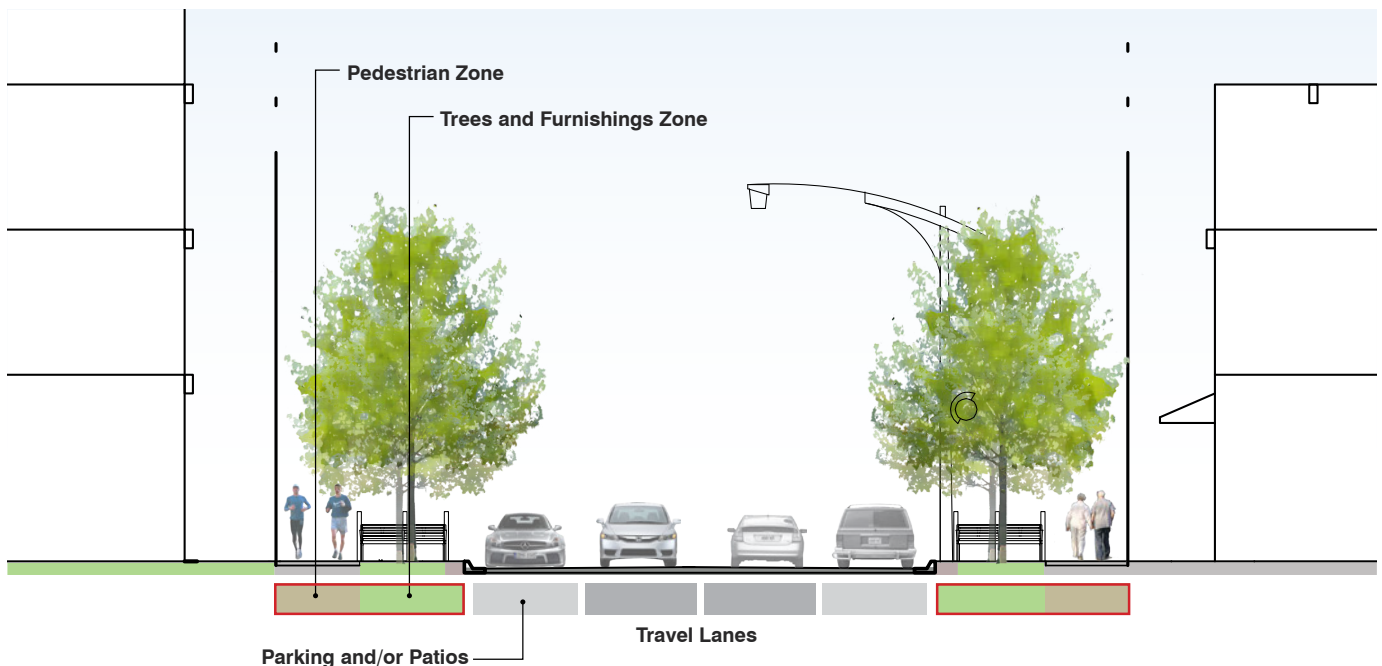 Pedestrian Zone
Trees and Furnishings Zone
Travel Lanes
Parking and/or Patios